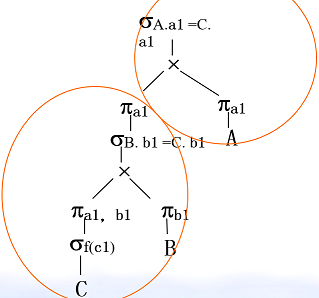 σA.a1 =C.
a1
×
πa1 πa1
σB. b1 =C. b1 A
×
πa1, b1 πb1
σf(c1) B
C